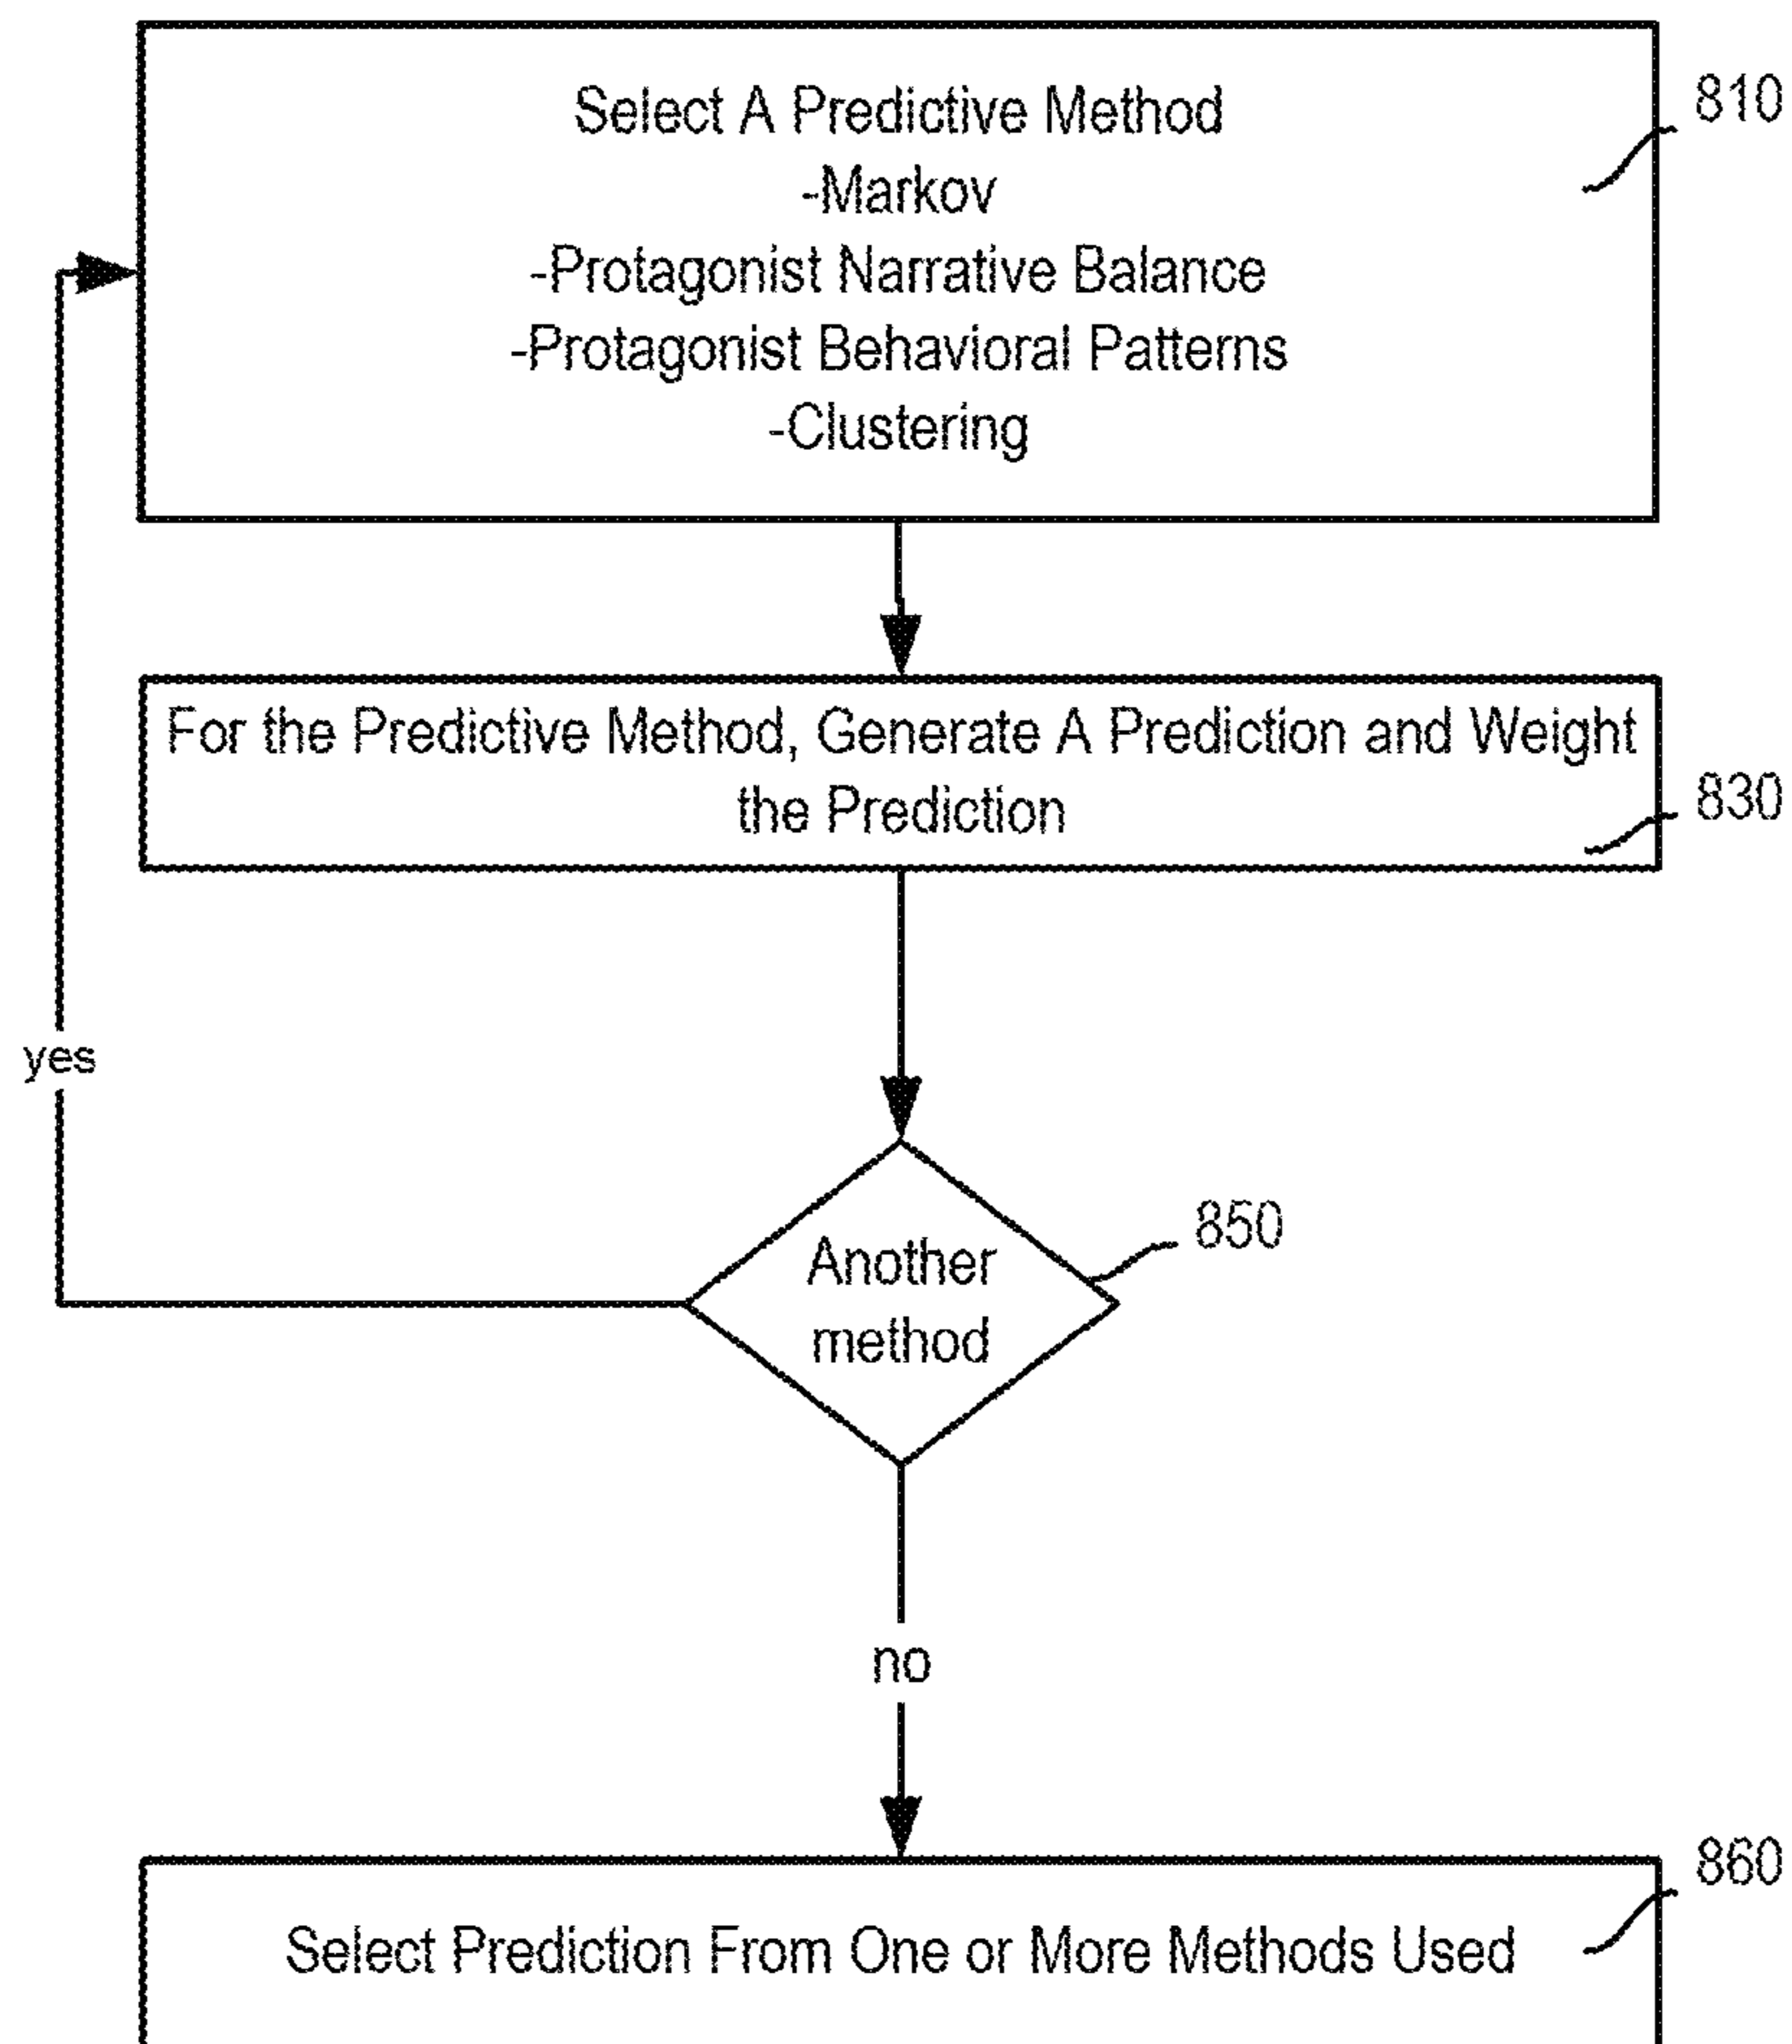 Select A Predictive Method
810
-Markov
-Protagonist Narrative Balance
-Protagonist Behavioral Patterns
-Clustering
For the Predictive Method, Generate A Prediction and Weight
the Prediction
830
yes
850
Another
method
no
860
Select Prediction From One or More Methods Used